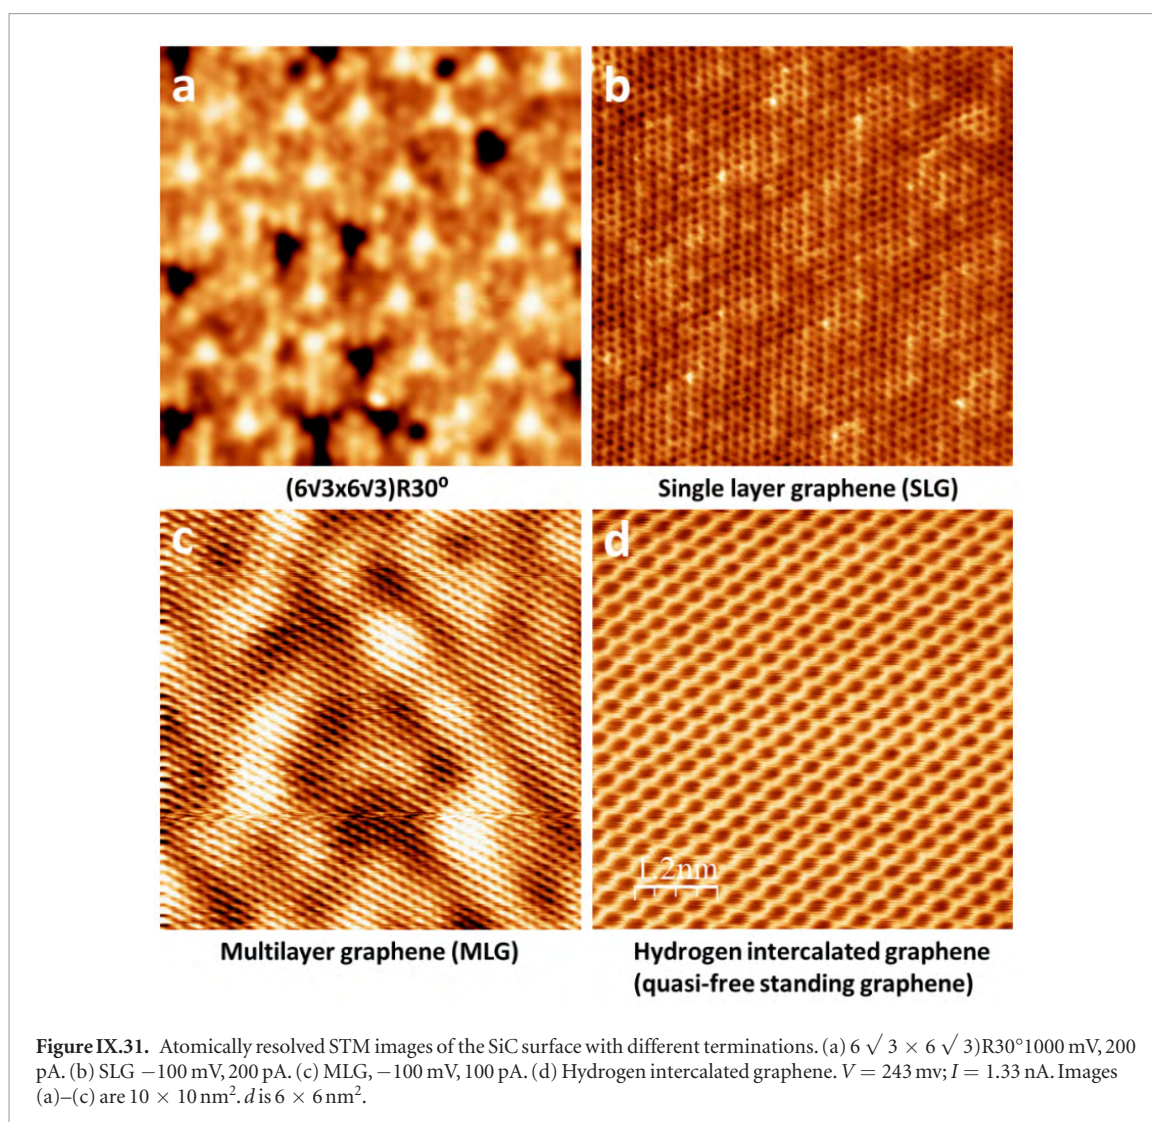 a
b
(6√3x6√3)R30⁰
Single layer graphene (SLG)
c
d
1.2nm
Multilayer graphene (MLG)
Hydrogen intercalated graphene
(quasi-free standing graphene)
Figure IX.31. Atomically resolved STM images of the SiC surface with different terminations. (a) 6 √ 3 × 6 √ 3)R30°1000 mV, 200
pA. (b) SLG −100 mV, 200 pA. (c) MLG, −100 mV, 100 pA. (d) Hydrogen intercalated graphene. V = 243 mv; I = 1.33 nA. Images
(a)–(c) are 10 × 10 nm². d is 6 × 6 nm².